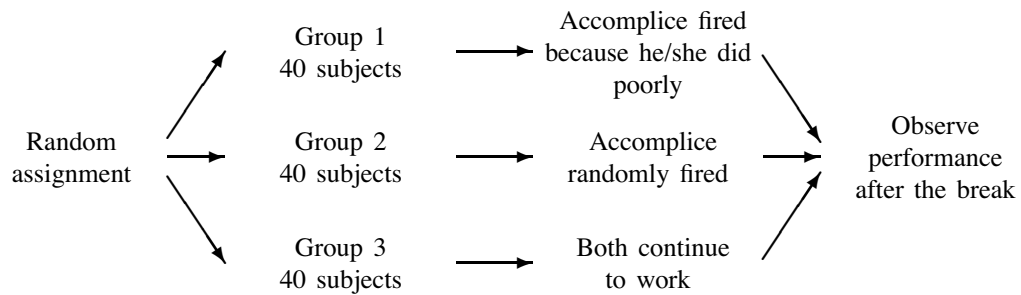 Random
assignment
Group 1
40 subjects
Group 2
40 subjects
Group 3
40 subjects
Accomplice fired
because he/she did
poorly
Accomplice
randomly fired
Both continue
to work
Observe
performance
after the break